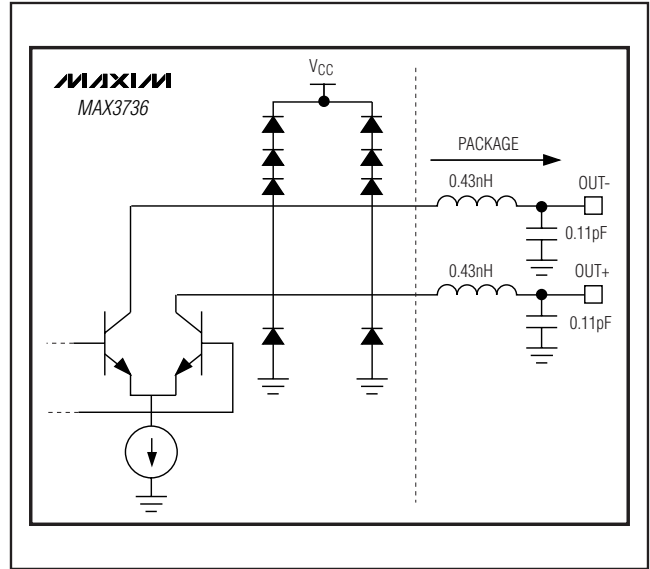 MAXIM
MAX3736
VCC
PACKAGE
0.43nH
OUT-
0.11pF
0.43nH
OUT+
0.11pF